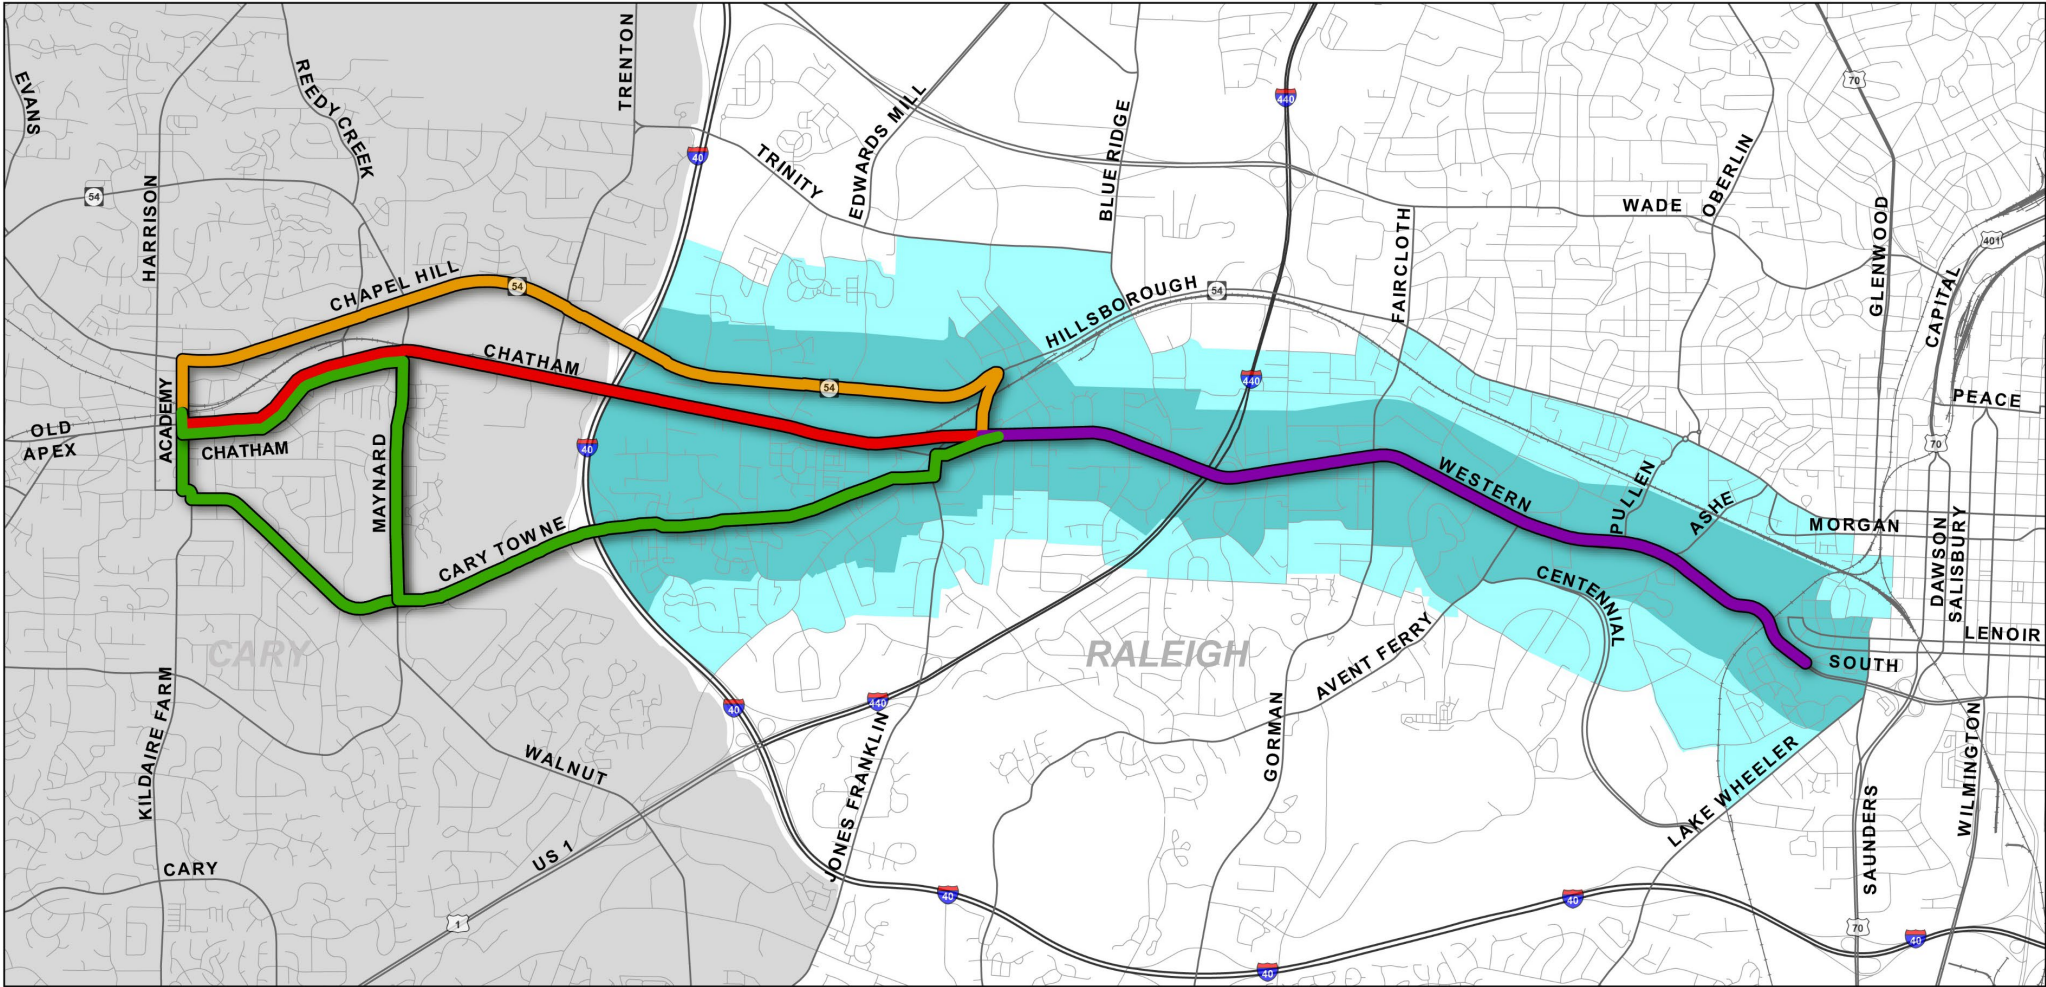 EVANS
HARRISON
REEDY CREEK
TRENTON
54
40
TRINITY
EDWARDS MILL
BLUE RIDGE
440
70
OBERLIN
WADE
GLENWOOD
401
CAPITAL
CHAPEL HILL
54
HILLSBOROUGH
54
FAIRCLOTH
CHATHAM
54
440
PEACE
ACADEMY
OLD
APEX
CHATHAM
MAYNARD
40
70
WESTERN
PULLEN
ASHE
MORGAN
DAWSON
SALISBURY
CARY TOWNE
CENTENNIAL
LENOIR
CARY
RALEIGH
SOUTH
AVENT FERRY
KILDAIRE FARM
40
440
GORMAN
WALNUT
JONES FRANKLIN
LAKE WHEELER
WILMINGTON
SAUNDERS
US 1
CARY
1
40
40
70
40
40